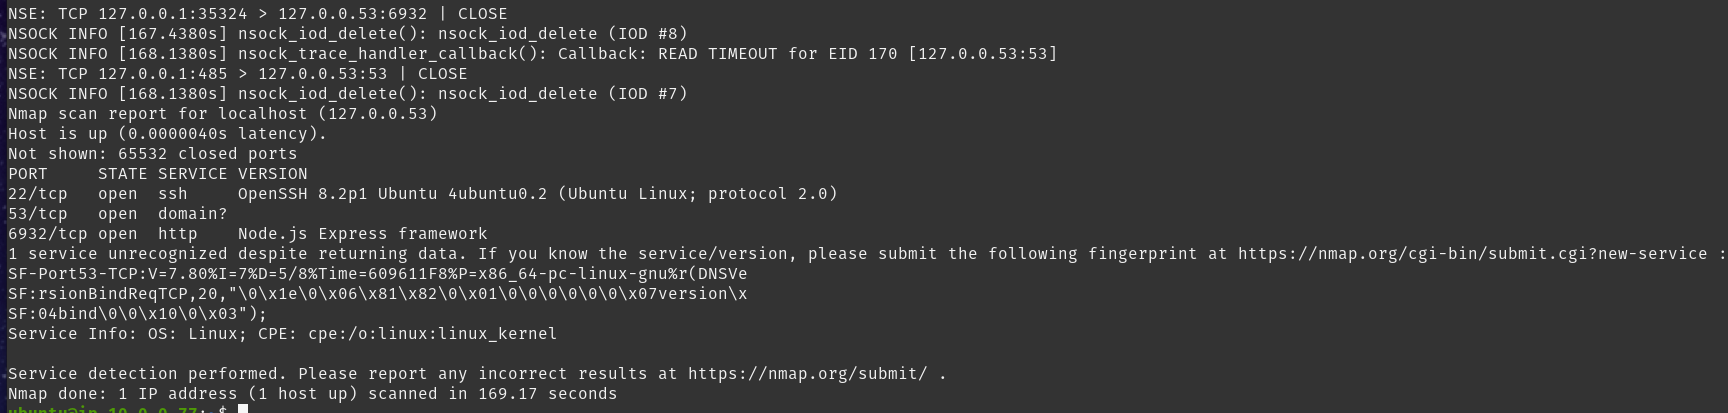 NSE: TCP 127.0.0.1:35324 > 127.0.0.53:6932 | CLOSE
NSOCK INFO [167.4380s] nsock_iod_delete(): nsock_iod_delete (IOD #8)
NSOCK INFO [168.1380s] nsock_trace_handler_callback(): Callback: READ TIMEOUT for EID 170 [127.0.0.53:53]
NSE: TCP 127.0.0.1:485 > 127.0.0.53:53 | CLOSE
NSOCK INFO [168.1380s] nsock_iod_delete(): nsock_iod_delete (IOD #7)
Nmap scan report for localhost (127.0.0.53)
Host is up (0.0000040s latency).
Not shown: 65532 closed ports
PORT     STATE SERVICE VERSION
22/tcp   open  ssh     OpenSSH 8.2p1 Ubuntu 4ubuntu0.2 (Ubuntu Linux; protocol 2.0)
53/tcp   open  domain?
6932/tcp open  http    Node.js Express framework
1 service unrecognized despite returning data. If you know the service/version, please submit the following fingerprint at https://nmap.org/cgi-bin/submit.cgi?new-service :
SF-Port53-TCP:V=7.80%I=7%D=5/8%Time=609611F8%P=x86_64-pc-linux-gnu%r(DNSVe
SF:rsionBindReqTCP,20,"\0\x1e\0\x06\x81\x82\0\x01\0\0\0\0\0\0\x07version\x
SF:04bind\0\0\x10\0\x03");
Service Info: OS: Linux; CPE: cpe:/o:linux:linux_kernel
Service detection performed. Please report any incorrect results at https://nmap.org/submit/ .
Nmap done: 1 IP address (1 host up) scanned in 169.17 seconds
ubuntu@ip-10-0-0-77:~$